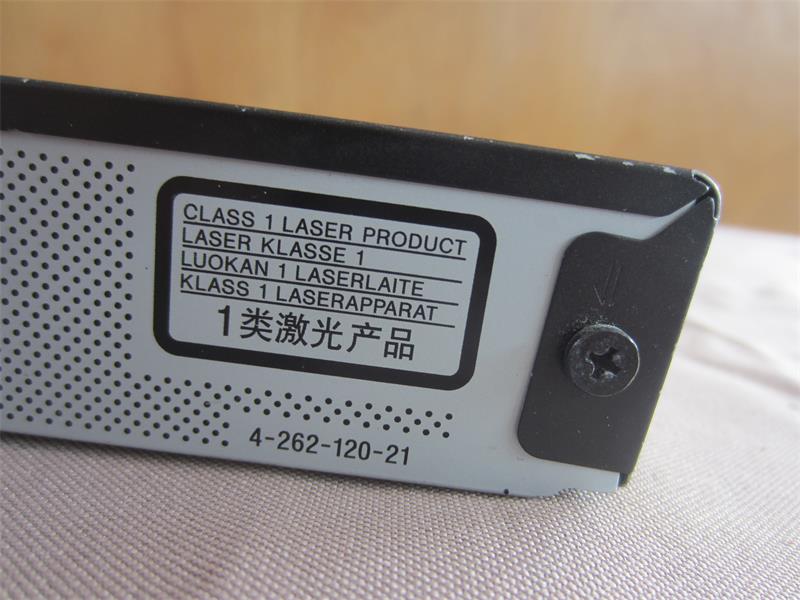 CLASS 1 LASER PRODUCT
LASER KLASSE 1
LUOKAN 1 LASERLAITE
KLASS 1 LASERAPPARAT
1类激光产品
4-262-120-21